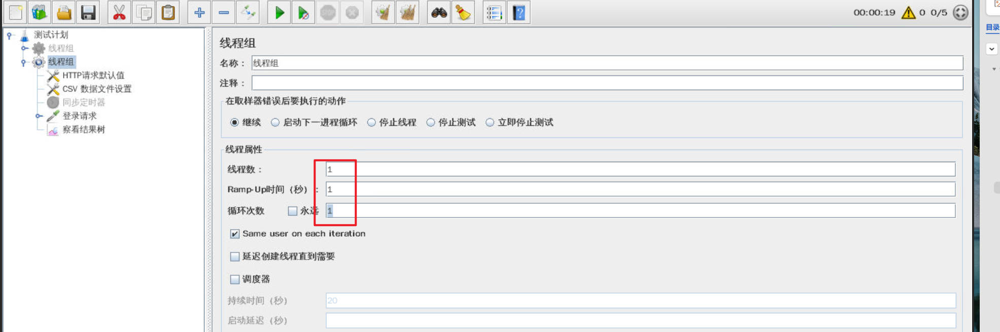 STOP
00:00:19 0 0/5
目录
测试计划
线程组
线程组
HTTP请求默认值
CSV 数据文件设置
同步定时器
登录请求
察看结果树
线程组
名称： 线程组
注释：
在取样器错误后要执行的动作
继续 启动下一进程循环 停止线程 停止测试 立即停止测试
线程属性
线程数： 1
Ramp-Up时间（秒）： 1
循环次数 永远 1
Same user on each iteration
延迟创建线程直到需要
调度器
持续时间（秒） 20
启动延迟（秒）